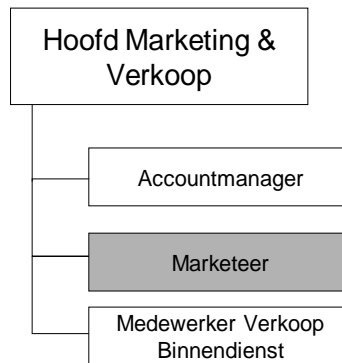 Hoofd Marketing &
Verkoop
Accountmanager
Marketeer
Medewerker Verkoop
Binnendienst